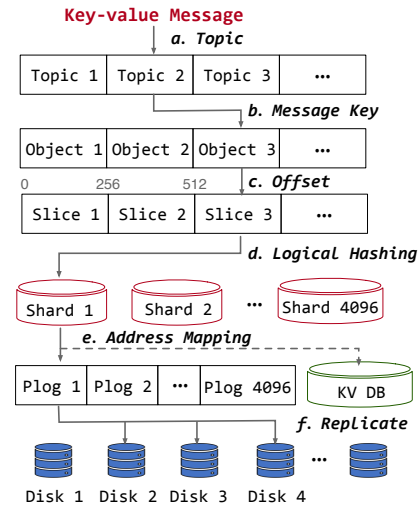 Key-value Message
a. Topic
Topic 1 Topic 2 Topic 3 ...
b. Message Key
Object 1 Object 2 Object 3 ...
0 256 512 c. Offset
Slice 1 Slice 2 Slice 3 ...
d. Logical Hashing
Shard 1 Shard 2 ... Shard 4096
e. Address Mapping
Plog 1 Plog 2 ... Plog 4096 KV DB
f. Replicate
...
Disk 1 Disk 2 Disk 3 Disk 4